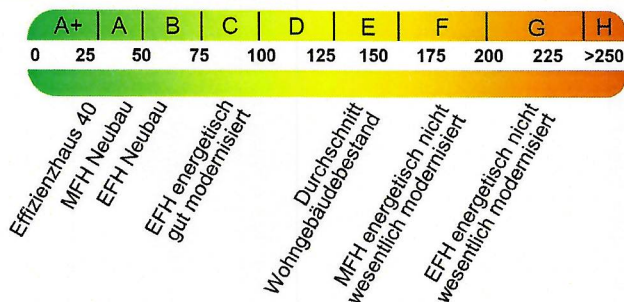 A+ A B C D E F G H
0 25 50 75 100 125 150 175 200 225 >250
Effizienzhaus 40
MFH Neubau
EFH Neubau
EFH energetisch
gut modernisiert
Durchschnitt
Wohngebäudebestand
MFH energetisch nicht
wesentlich modernisiert
EFH energetisch nicht
wesentlich modernisiert